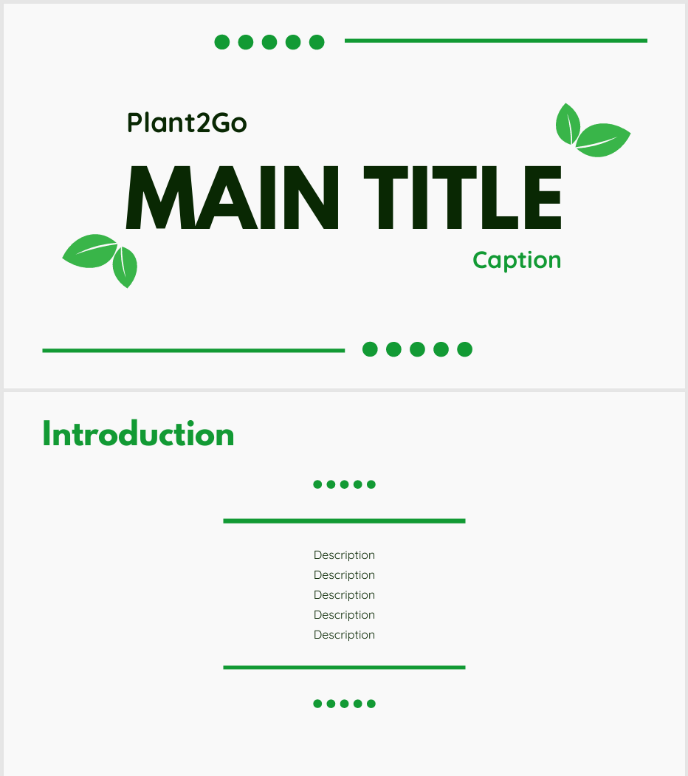 Plant2Go
MAIN TITLE
Caption
Introduction
Description
Description
Description
Description
Description